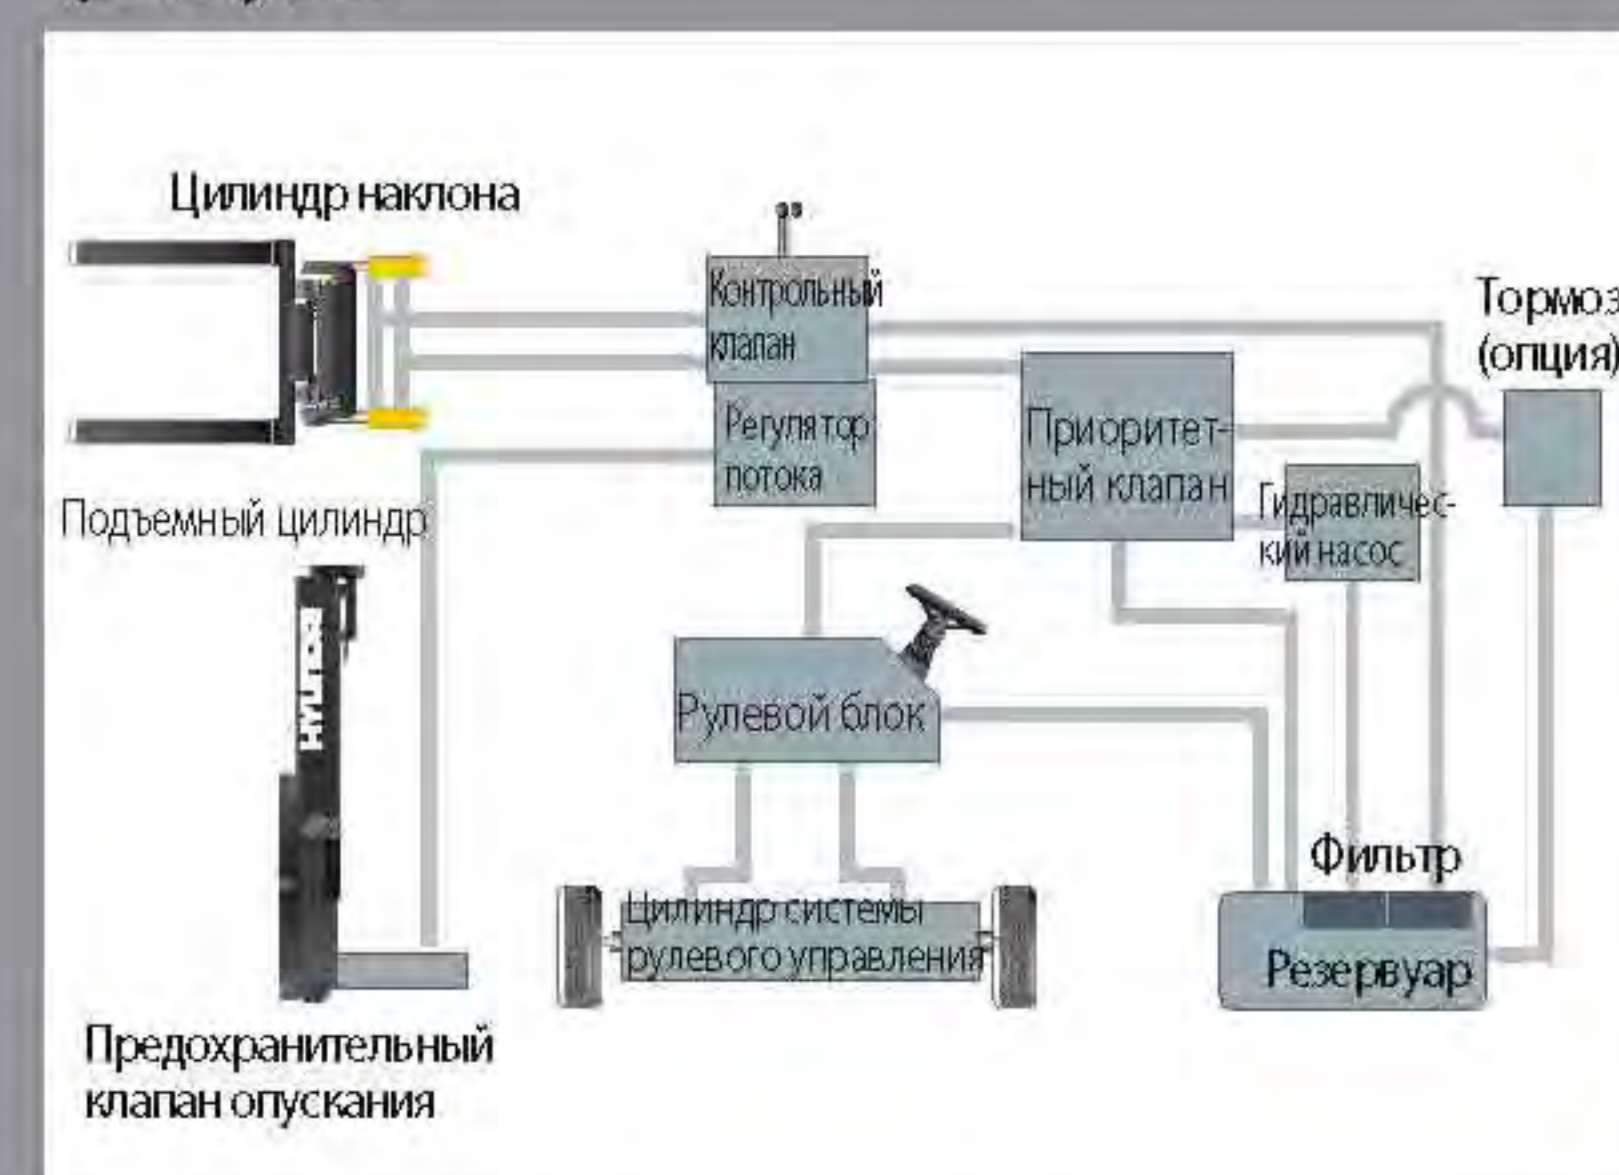 Цилиндр наклона
Контрольный
клапан
Тормоз
(опция)
Регулятор
потока
Приоритет-
ный клапан
Гидравличес-
кий насос
Подъемный цилиндр
HYUNDAI
Рулевой блок
Фильтр
Цилиндр системы
рулевого управления
Резервуар
Предохранительный
клапан опускания